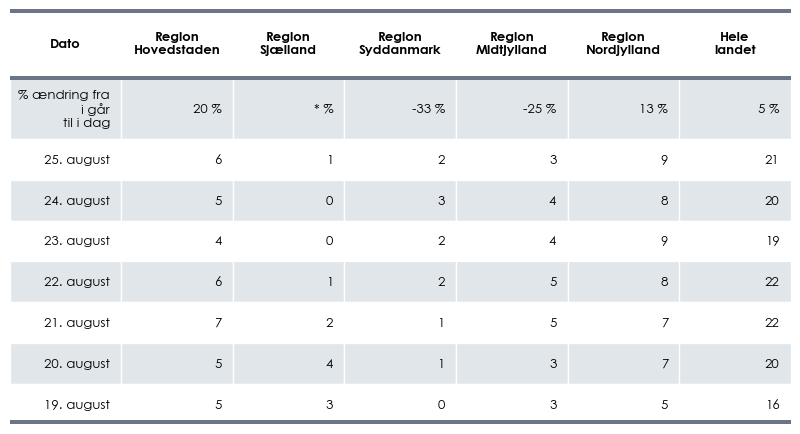 Dato Region Hovedstaden Region Sjælland Region Syddanmark Region Midtjylland Region Nordjylland Hele landet
% ændring fra i går til i dag 20 % * % -33 % -25 % 13 % 5 %
25. august 6 1 2 3 9 21
24. august 5 0 3 4 8 20
23. august 4 0 2 4 9 19
22. august 6 1 2 5 8 22
21. august 7 2 1 5 7 22
20. august 5 4 1 3 7 20
19. august 5 3 0 3 5 16